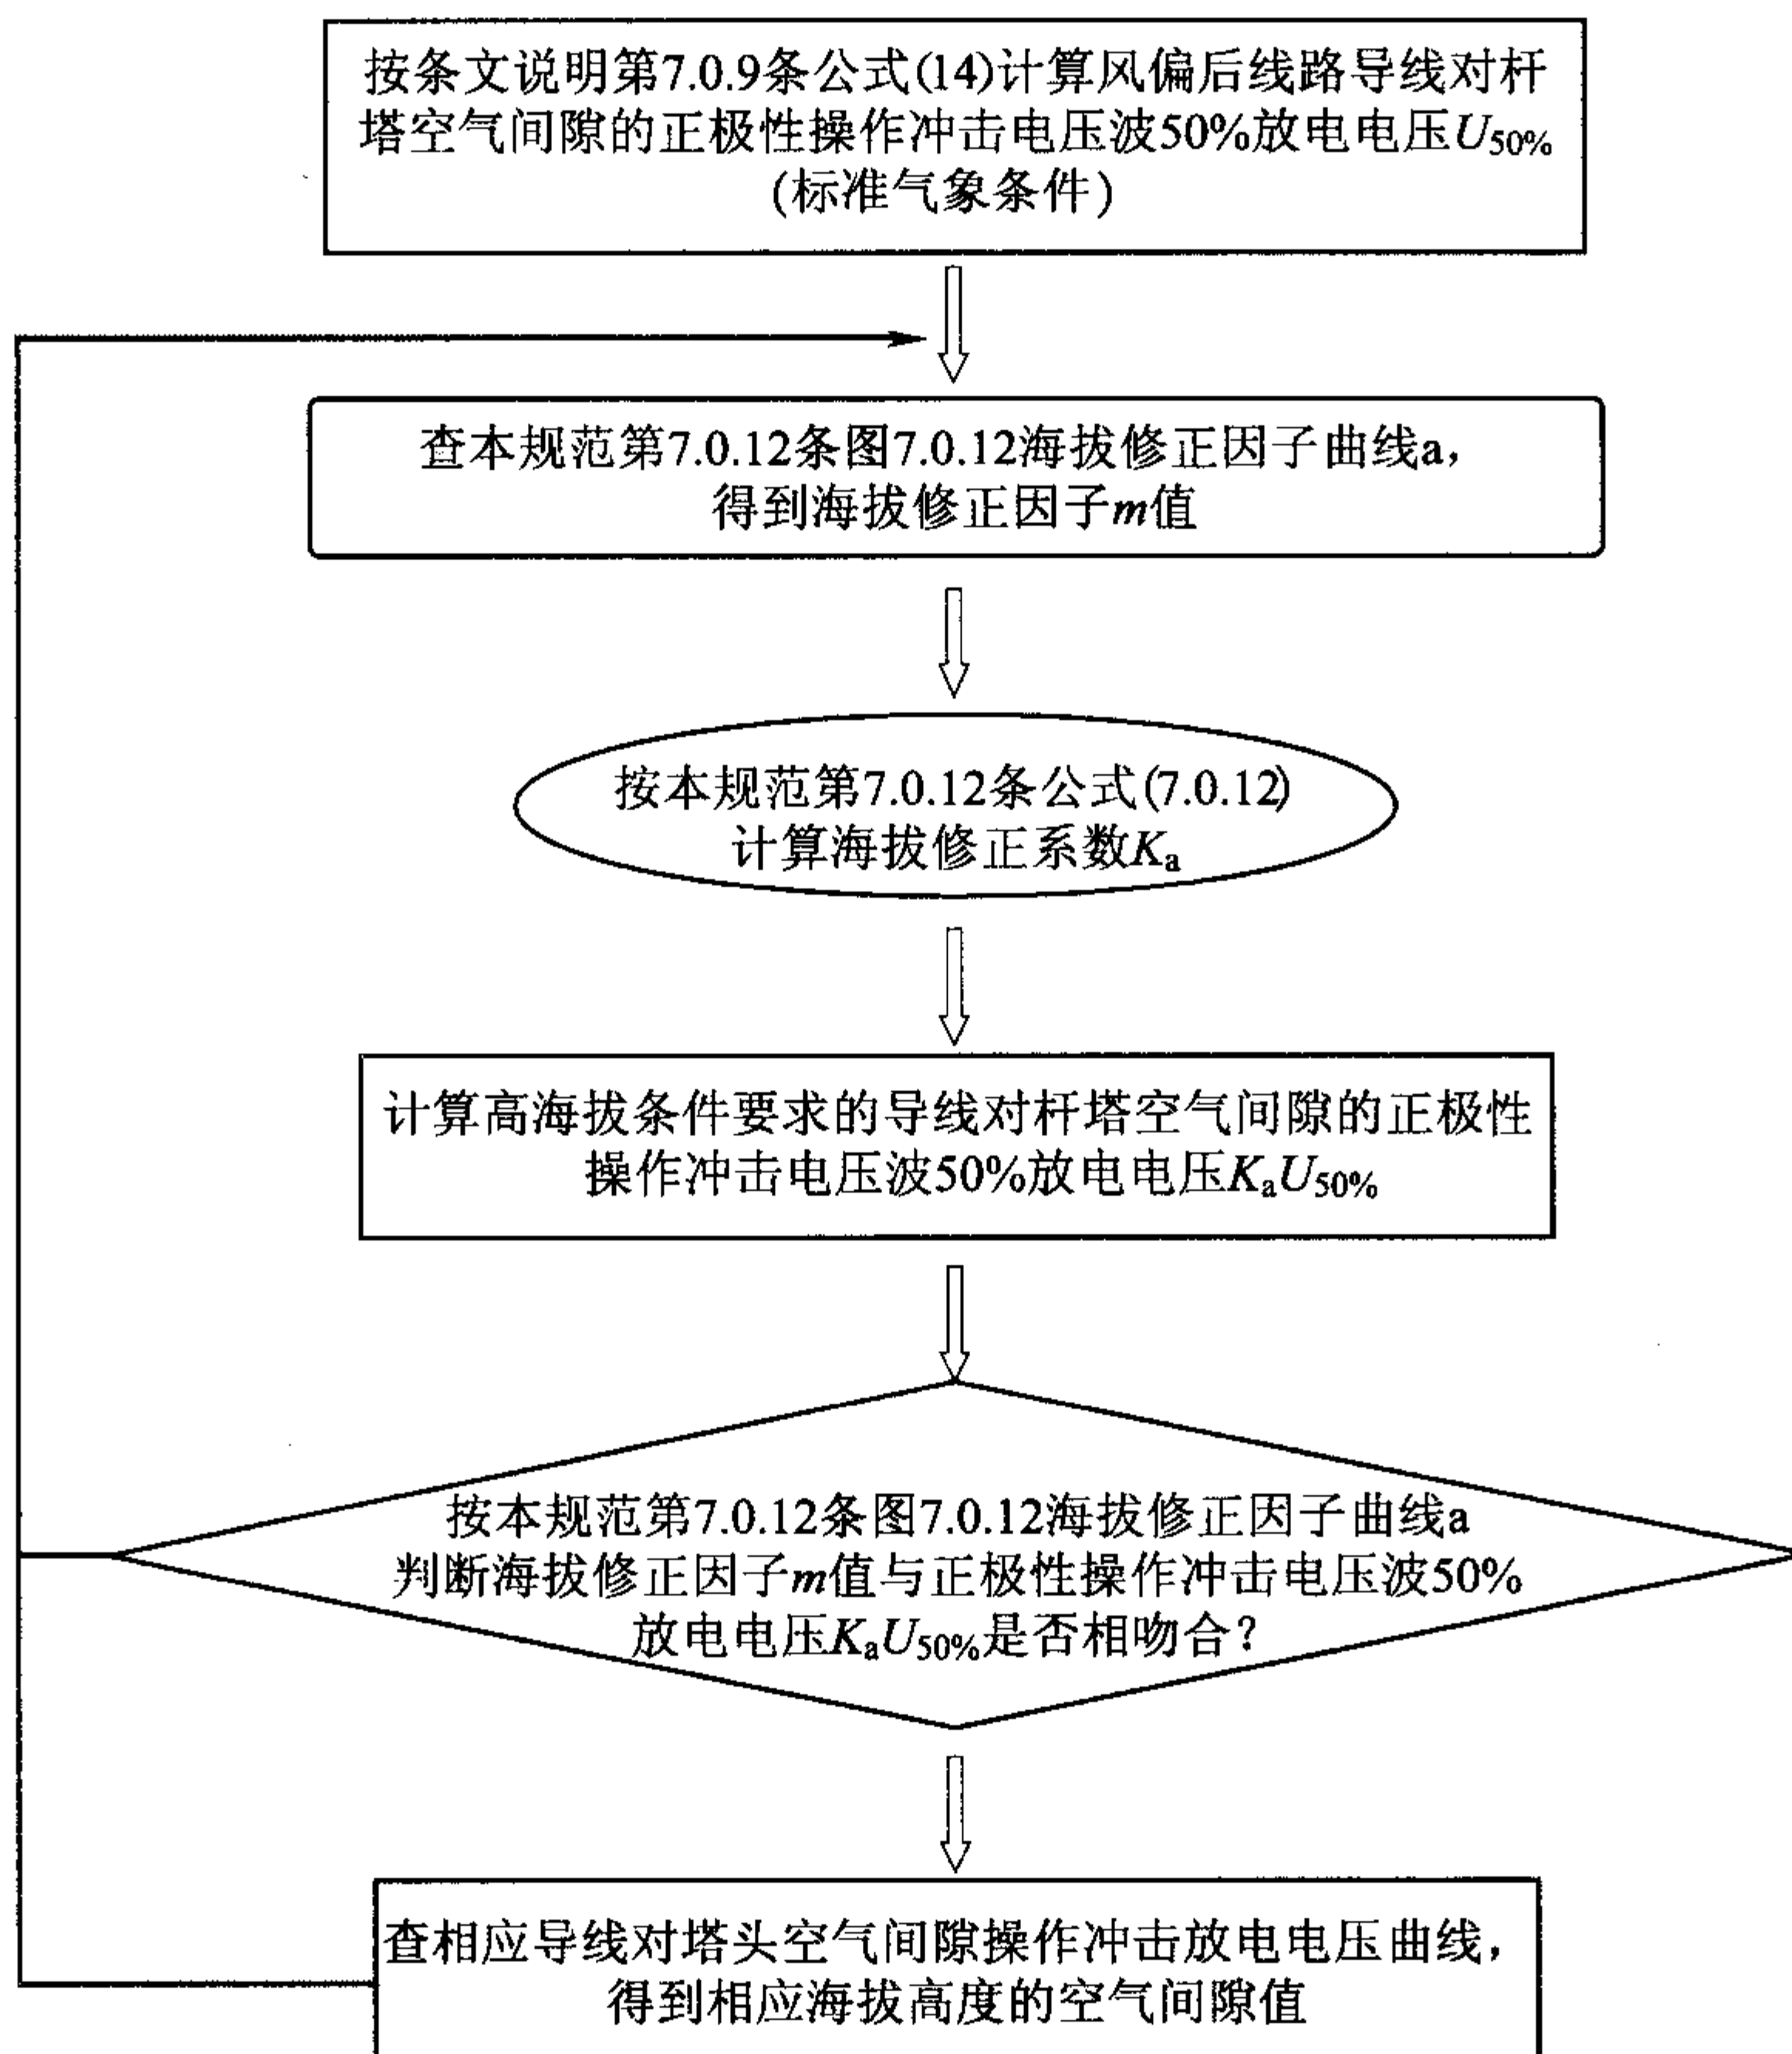 按条文说明第7.0.9条公式(14)计算风偏后线路导线对杆
塔空气间隙的正极性操作冲击电压波50%放电电压U50%
(标准气象条件)
查本规范第7.0.12条图7.0.12海拔修正因子曲线a,
得到海拔修正因子m值
按本规范第7.0.12条公式(7.0.12)
计算海拔修正系数Ka
计算高海拔条件要求的导线对杆塔空气间隙的正极性
操作冲击电压波50%放电电压KaU50%
按本规范第7.0.12条图7.0.12海拔修正因子曲线a
判断海拔修正因子m值与正极性操作冲击电压波50%
放电电压KaU50%是否相吻合?
查相应导线对塔头空气间隙操作冲击放电电压曲线,
得到相应海拔高度的空气间隙值